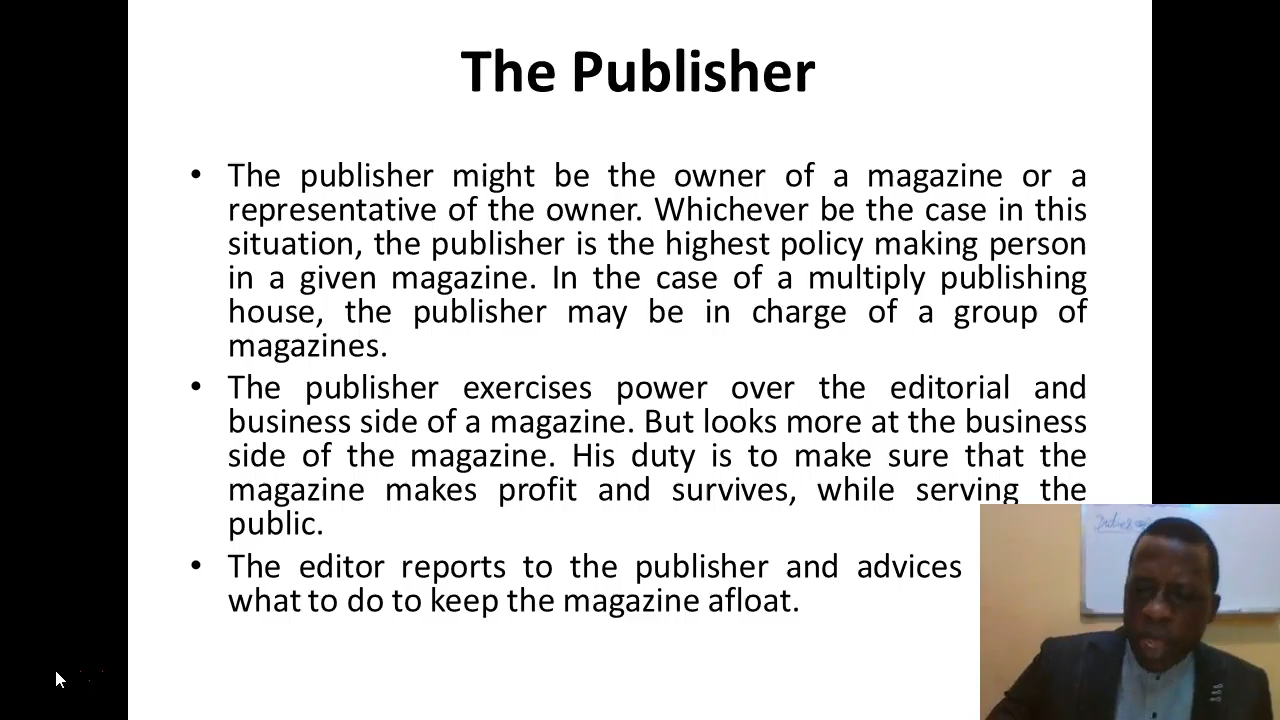 The Publisher
• The publisher might be the owner of a magazine or a
representative of the owner. Whichever be the case in this
situation, the publisher is the highest policy making person
in a given magazine. In the case of a multiply publishing
house, the publisher may be in charge of a group of
magazines.
• The publisher exercises power over the editorial and
business side of a magazine. But looks more at the business
side of the magazine. His duty is to make sure that the
magazine makes profit and survives, while serving the
public.
• The editor reports to the publisher and advices
what to do to keep the magazine afloat.